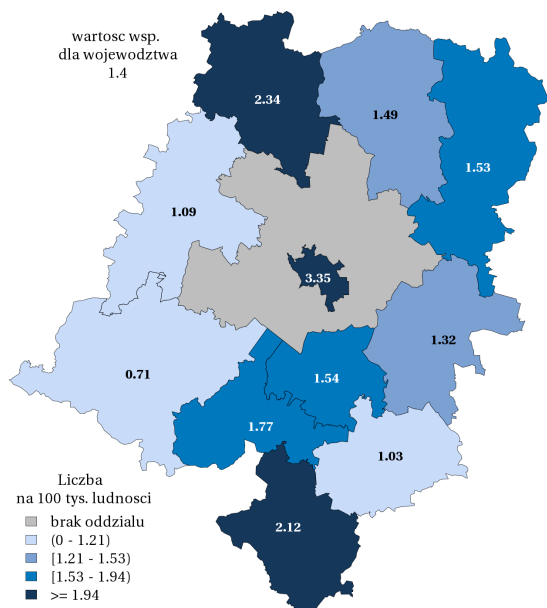 wartosc wsp.
dla wojewodztwa
1.4
2.34
1.49
1.53
1.09
3.35
1.32
0.71
1.54
1.77
1.03
2.12
Liczba
na 100 tys. ludnosci
brak oddzialu
(0 - 1.21)
[1.21 - 1.53)
[1.53 - 1.94)
>= 1.94